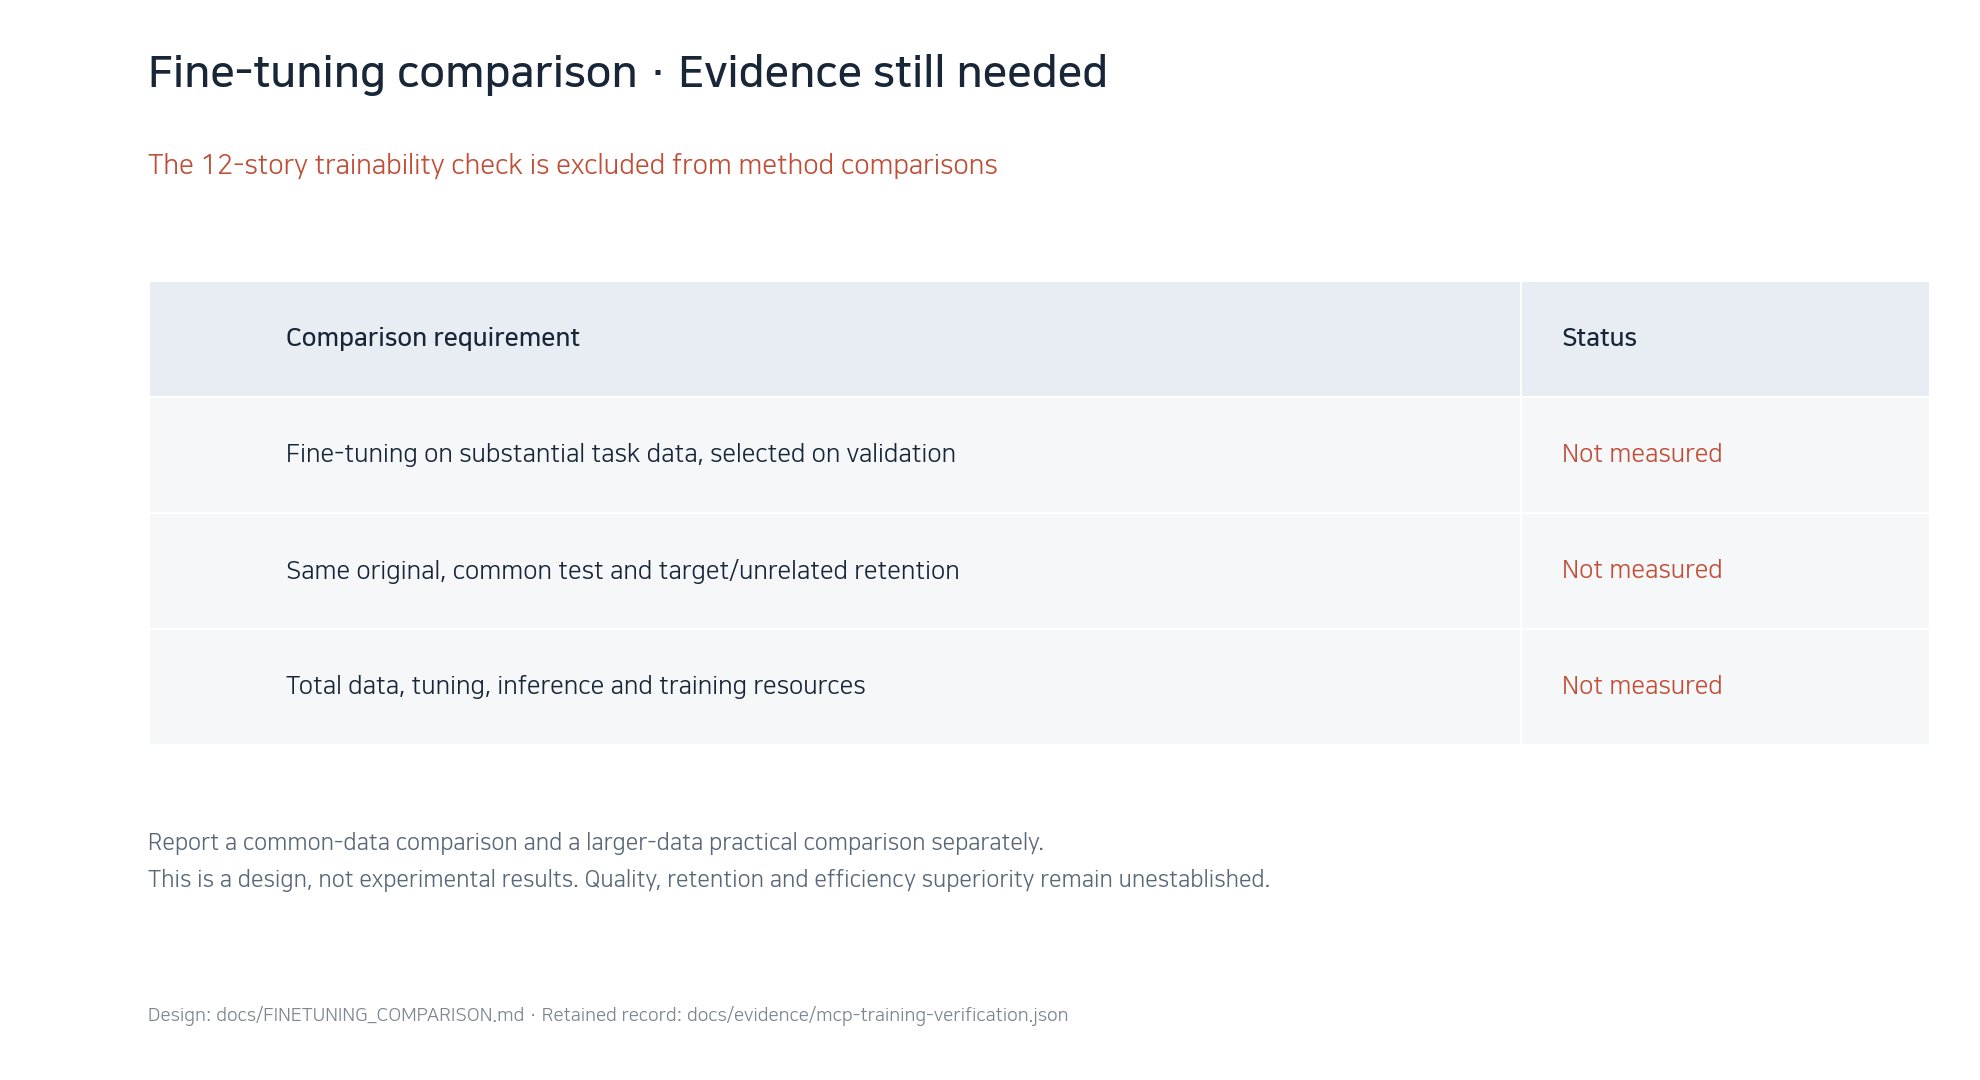 Fine-tuning comparison · Evidence still needed
The 12-story trainability check is excluded from method comparisons
Comparison requirement
Status
Fine-tuning on substantial task data, selected on validation
Not measured
Same original, common test and target/unrelated retention
Not measured
Total data, tuning, inference and training resources
Not measured
Report a common-data comparison and a larger-data practical comparison separately.
This is a design, not experimental results. Quality, retention and efficiency superiority remain unestablished.
Design: docs/FINETUNING_COMPARISON.md · Retained record: docs/evidence/mcp-training-verification.json